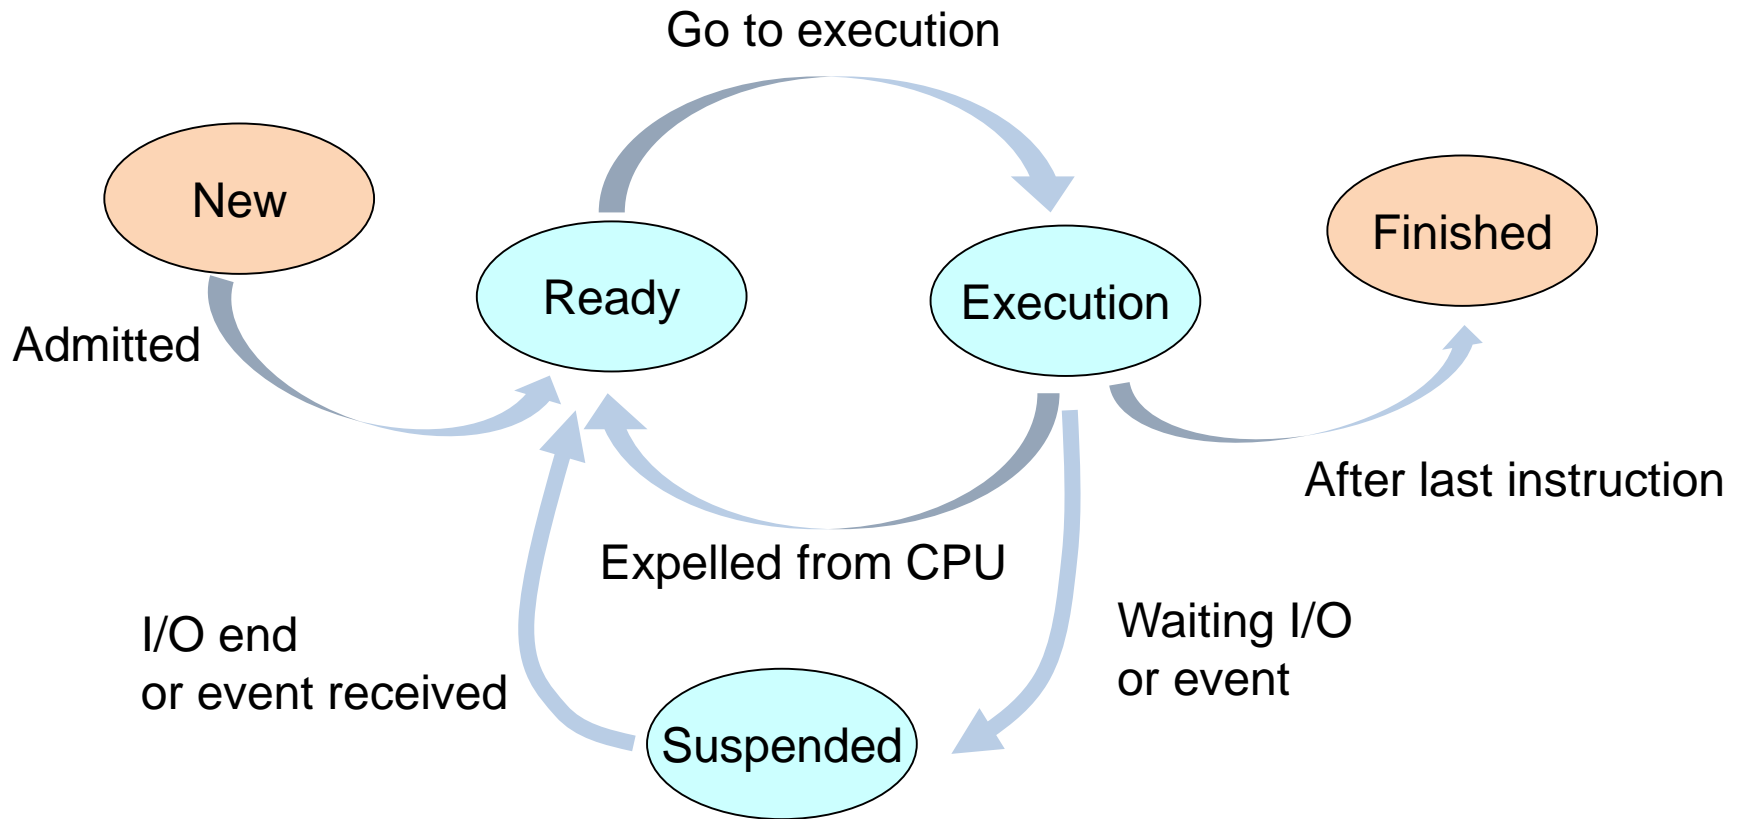 Go to execution
New
Finished
Ready
Execution
Admitted
After last instruction
Expelled from CPU
Waiting I/O
or event
I/O end
or event received
Suspended